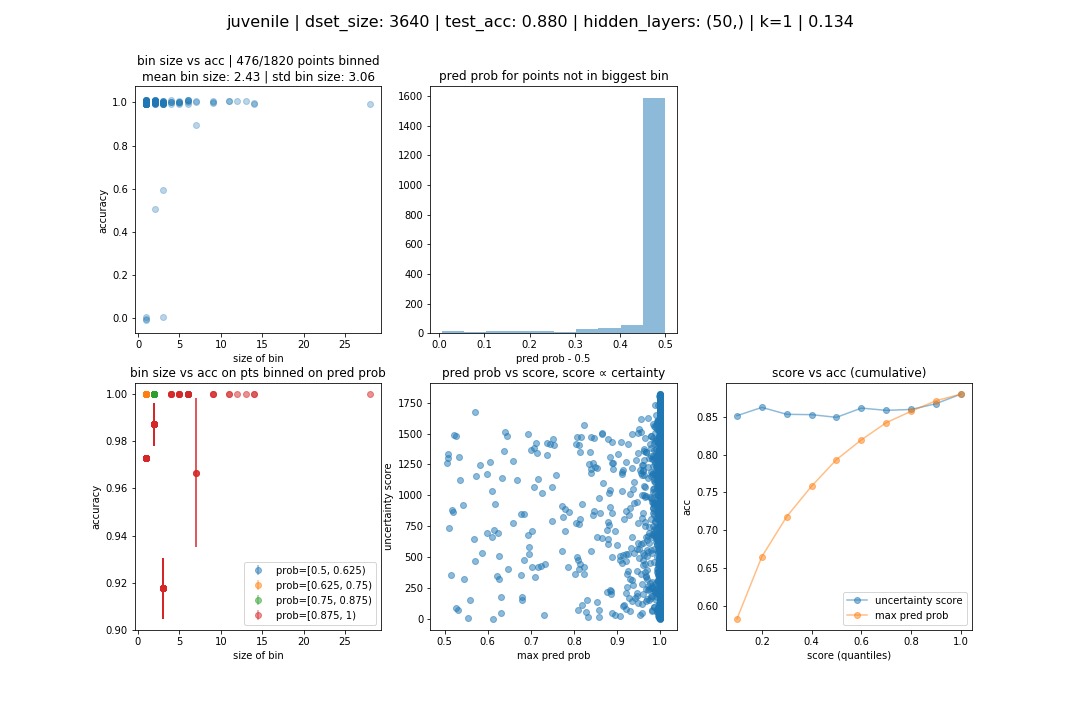 juvenile | dset_size: 3640 | test_acc: 0.880 | hidden_layers: (50,) | k=1 | 0.134
bin size vs acc | 476/1820 points binned
mean bin size: 2.43 | std bin size: 3.06
1.0
0.8
0.6
0.4
0.2
0.0
accuracy
0
5
10
15
20
25
size of bin
pred prob for points not in biggest bin
1600
1400
1200
1000
800
600
400
200
0
0.0
0.1
0.2
0.3
0.4
0.5
pred prob - 0.5
bin size vs acc on pts binned on pred prob
1.00
0.98
0.96
0.94
0.92
0.90
accuracy
prob=[0.5, 0.625)
prob=[0.625, 0.75)
prob=[0.75, 0.875)
prob=[0.875, 1)
0
5
10
15
20
25
size of bin
pred prob vs score, score ∝ certainty
1750
1500
1250
1000
750
500
250
0
uncertainty score
0.5
0.6
0.7
0.8
0.9
1.0
max pred prob
score vs acc (cumulative)
0.85
0.80
0.75
0.70
0.65
0.60
acc
uncertainty score
max pred prob
0.2
0.4
0.6
0.8
1.0
score (quantiles)